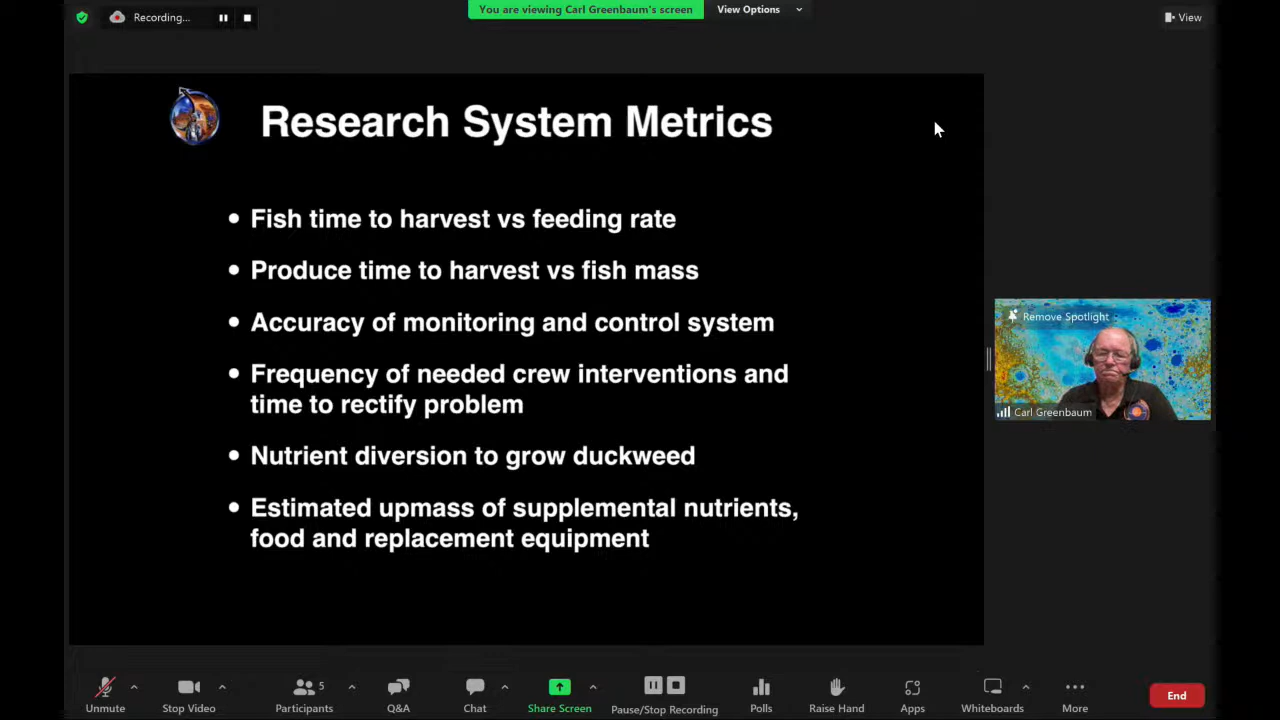 Recording...
You are viewing Carl Greenbaum's screen
View Options
View
Research System Metrics
• Fish time to harvest vs feeding rate
• Produce time to harvest vs fish mass
• Accuracy of monitoring and control system
• Frequency of needed crew interventions and
time to rectify problem
• Nutrient diversion to grow duckweed
• Estimated upmass of supplemental nutrients,
food and replacement equipment
Remove Spotlight
Carl Greenbaum
Unmute
Stop Video
5
Participants
Q&A
Chat
Share Screen
Pause/Stop Recording
Polls
Raise Hand
Apps
Whiteboards
More
End